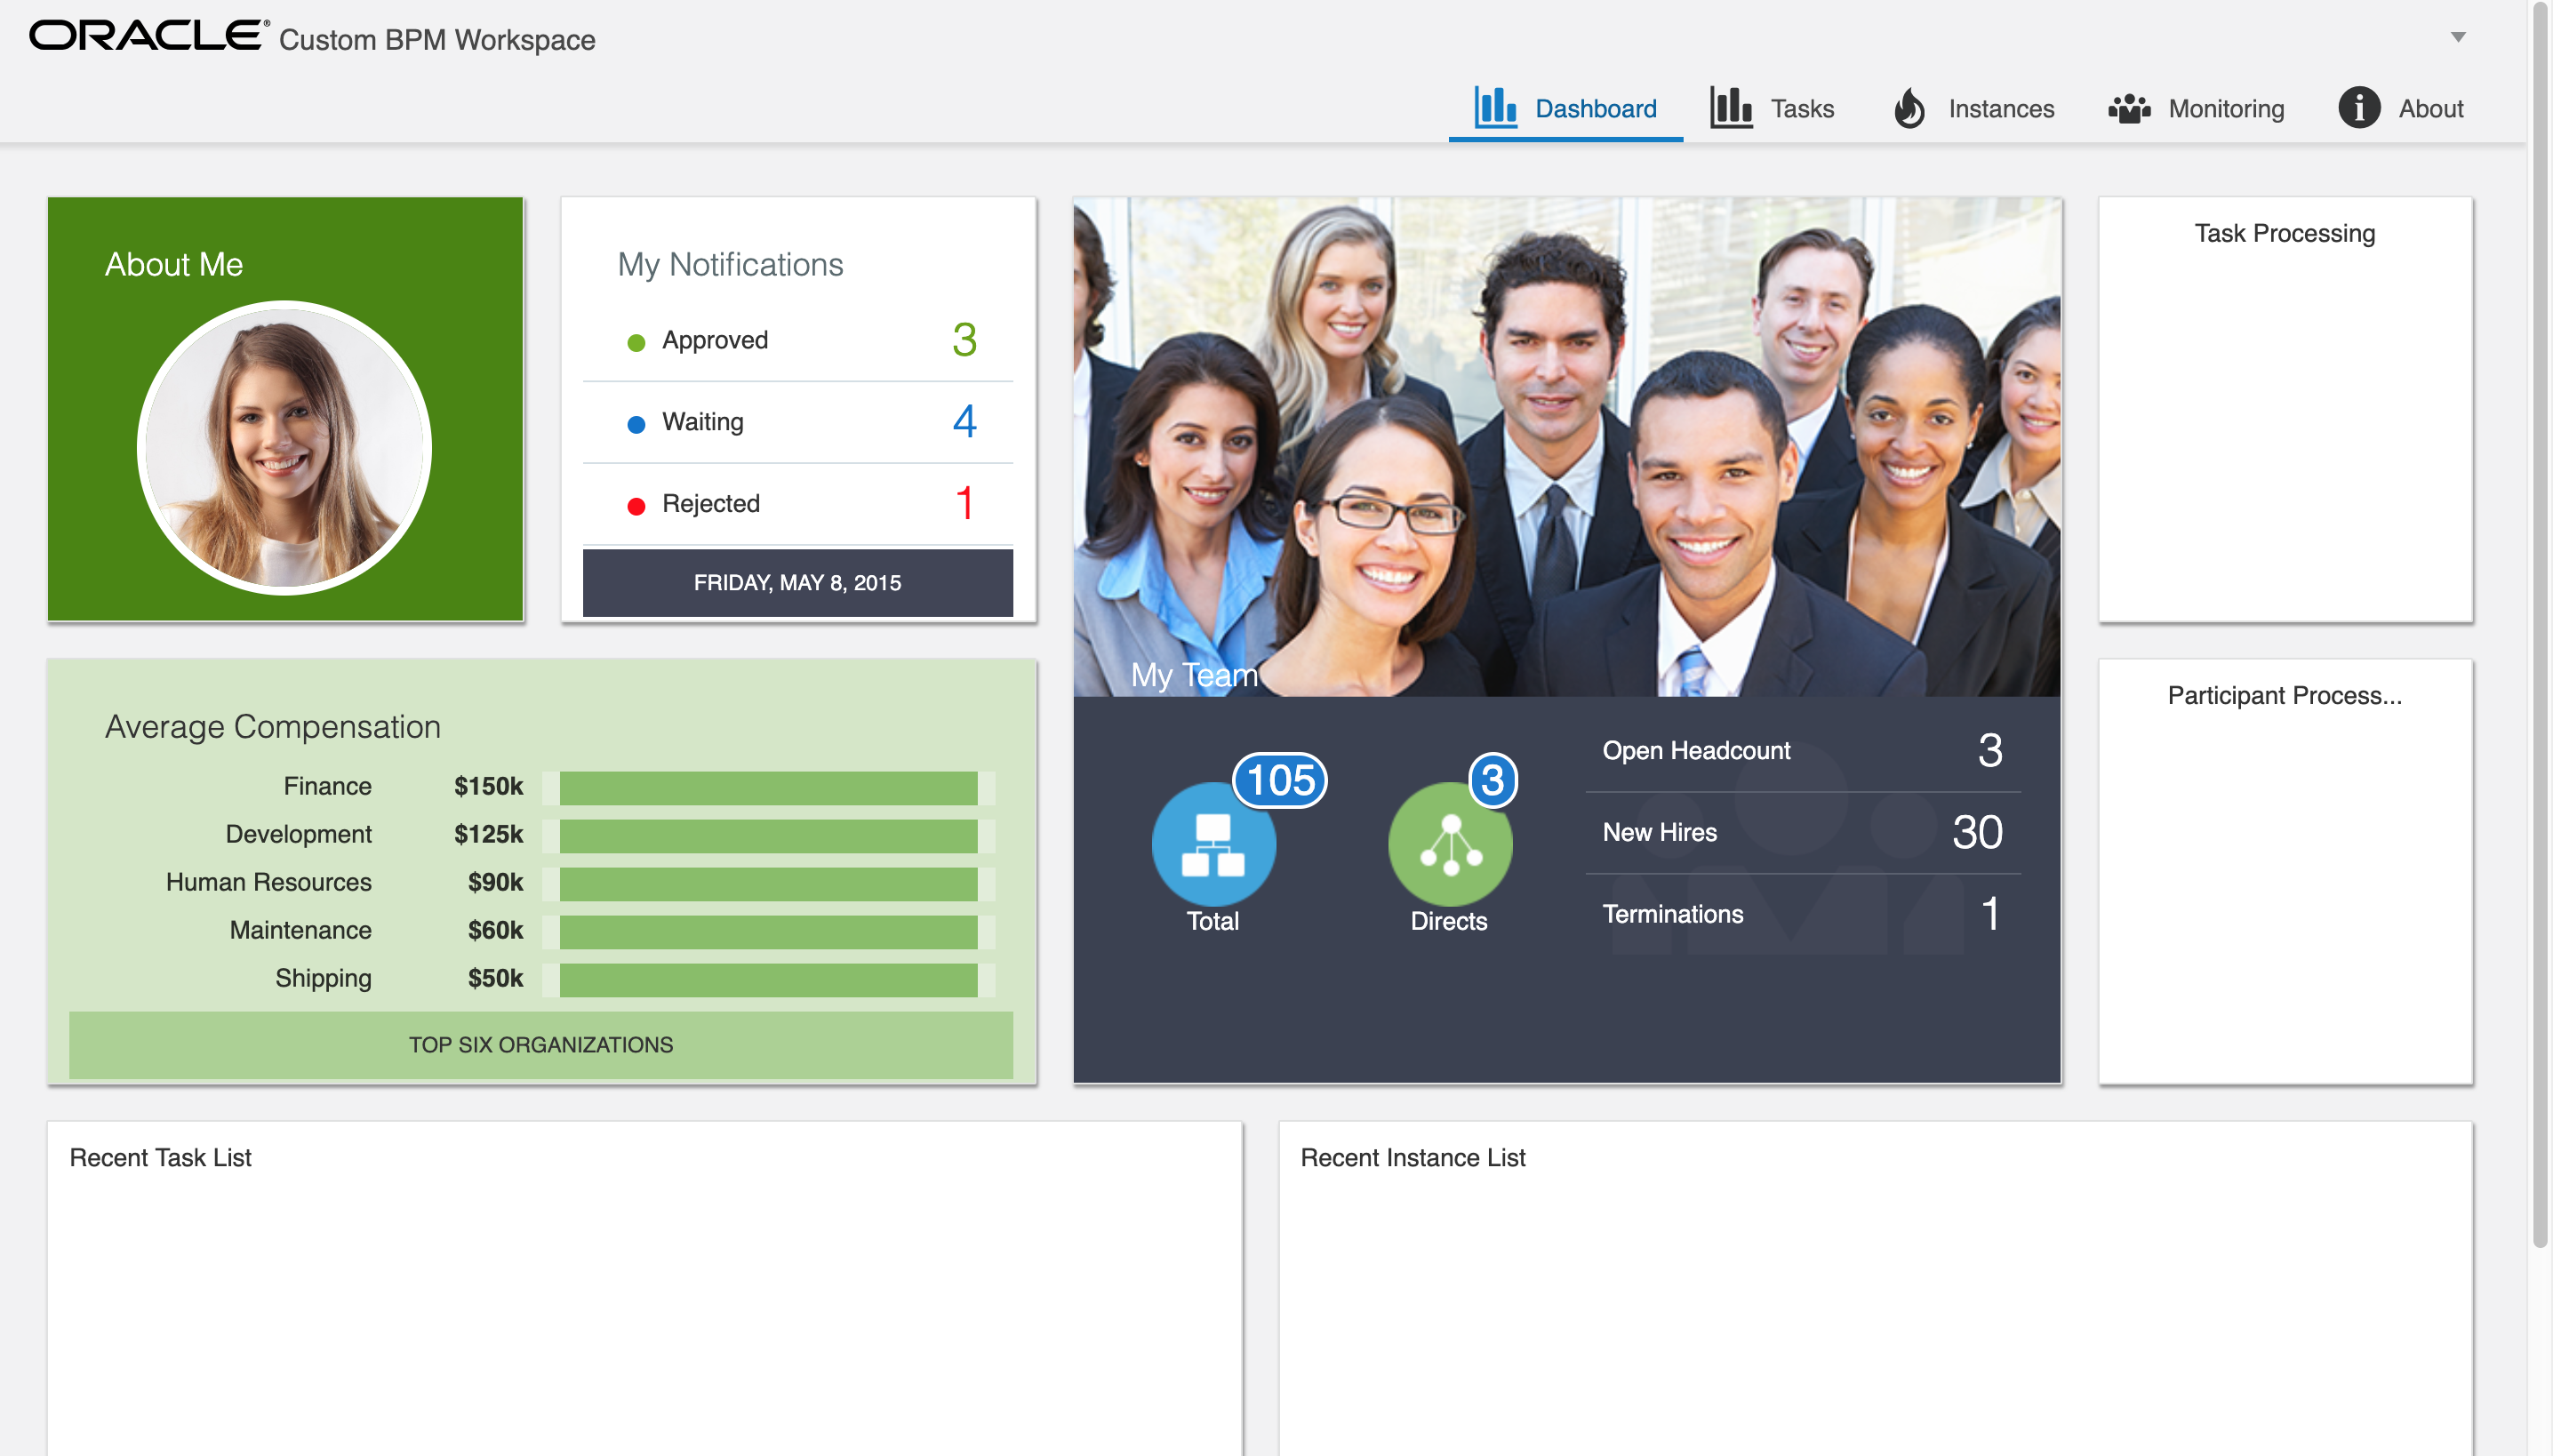 ORACLE® Custom BPM Workspace
Dashboard Tasks Instances Monitoring About
About Me
My Notifications
Approved 3
Waiting 4
Rejected 1
FRIDAY, MAY 8, 2015
My Team
105 Total
3 Directs
Open Headcount 3
New Hires 30
Terminations 1
Task Processing
Average Compensation
Finance $150k
Development $125k
Human Resources $90k
Maintenance $60k
Shipping $50k
TOP SIX ORGANIZATIONS
Participant Process...
Recent Task List
Recent Instance List